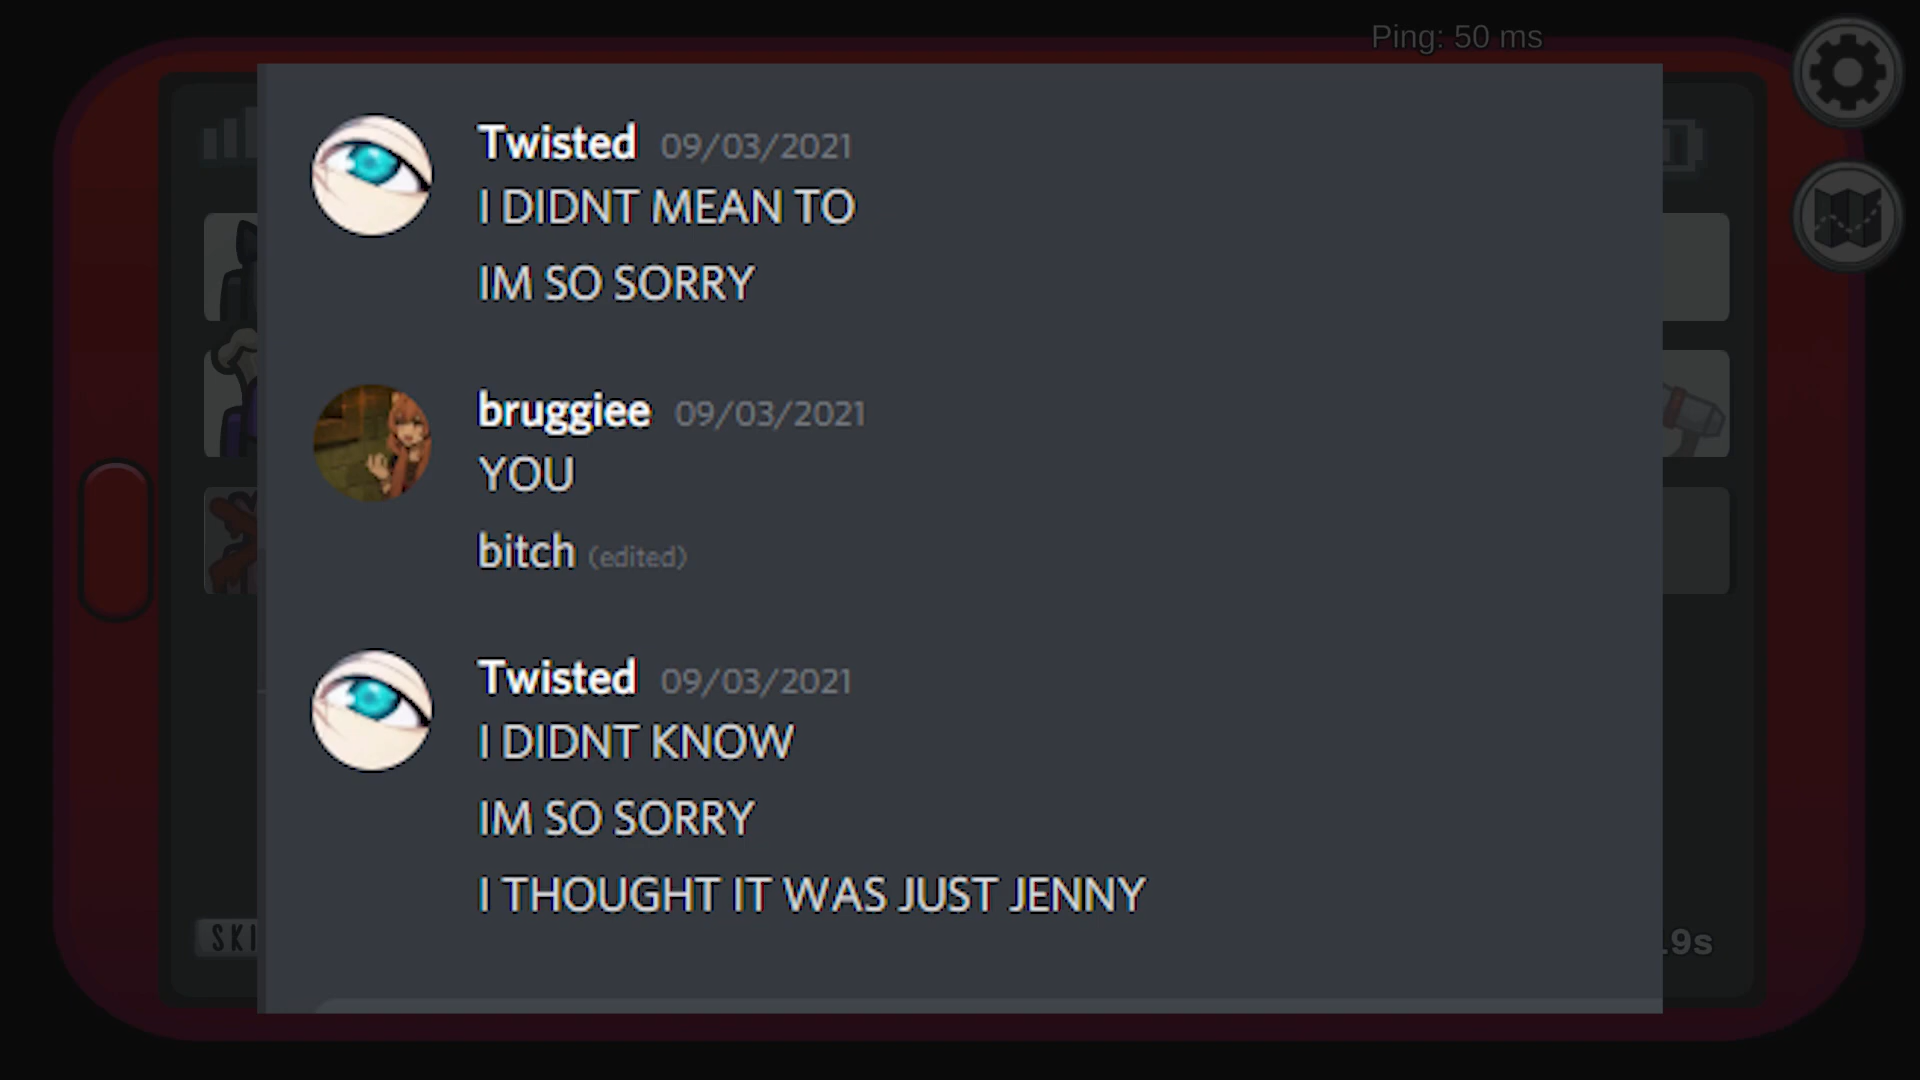 Ping: 50 ms
Twisted 09/03/2021
I DIDNT MEAN TO
IM SO SORRY
bruggiee 09/03/2021
YOU
bitch (edited)
Twisted 09/03/2021
I DIDNT KNOW
IM SO SORRY
I THOUGHT IT WAS JUST JENNY
SKI
.9s